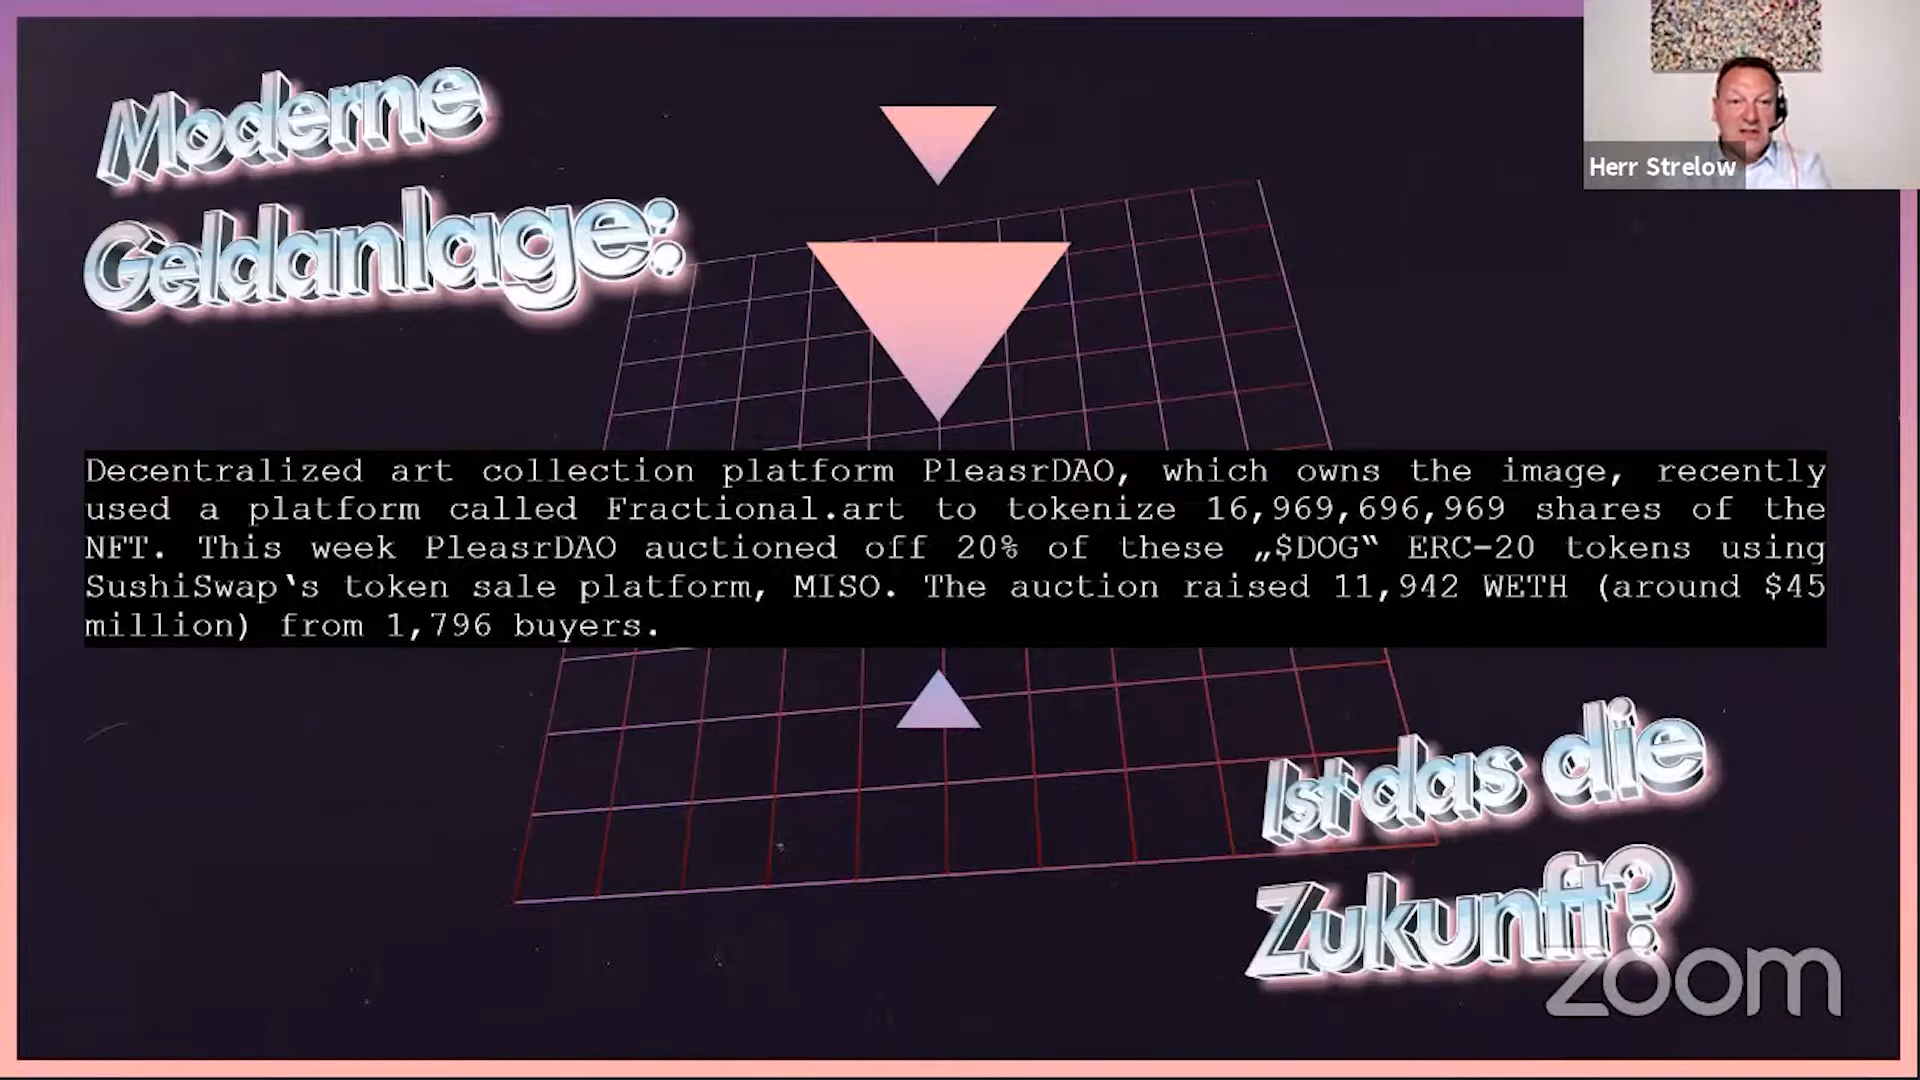 Moderne
Geldanlage:
Herr Strelow
Decentralized art collection platform PleasrDAO, which owns the image, recently
used a platform called Fractional.art to tokenize 16,969,696,969 shares of the
NFT. This week PleasrDAO auctioned off 20% of these „$DOG‟ ERC-20 tokens using
SushiSwap‛s token sale platform, MISO. The auction raised 11,942 WETH (around $45
million) from 1,796 buyers.
Ist das die
Zukunft?
zoom